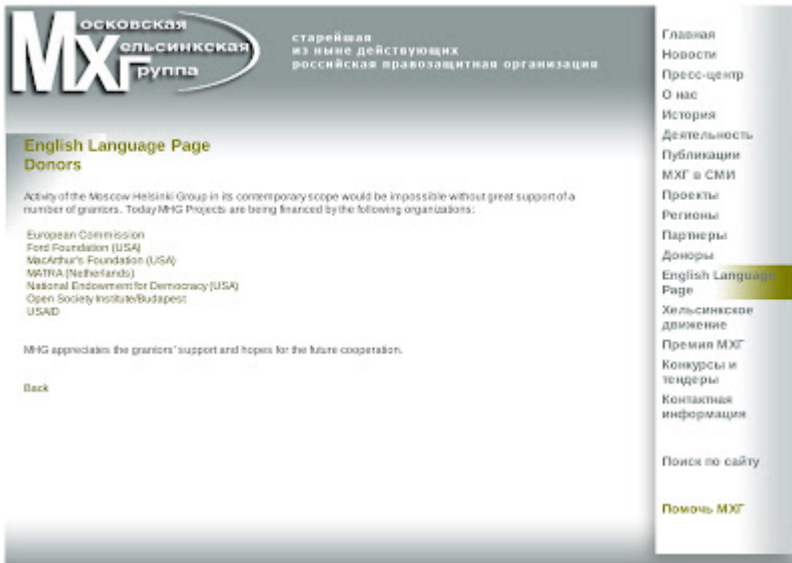 Московская
Хельсинкская
Группа
старейшая
из ныне действующих
российская правозащитная организация
English Language Page
Donors
Activity of the Moscow Helsinki Group in its contemporary scope would be impossible without great support of a
number of grantors. Today MHG Projects are being financed by the following organizations:
European Commission
Ford Foundation (USA)
MacArthur's Foundation (USA)
MATRA (Netherlands)
National Endowment for Democracy (USA)
Open Society Institute/Budapest
USAID
MHG appreciates the grantors' support and hopes for the future cooperation.
Back
Главная
Новости
Пресс-центр
О нас
История
Деятельность
Публикации
МХГ в СМИ
Проекты
Регионы
Партнеры
Доноры
English Language
Page
Хельсинкское
движение
Премия МХГ
Конкурсы и
тендеры
Контактная
информация
Поиск по сайту
Помочь МХГ